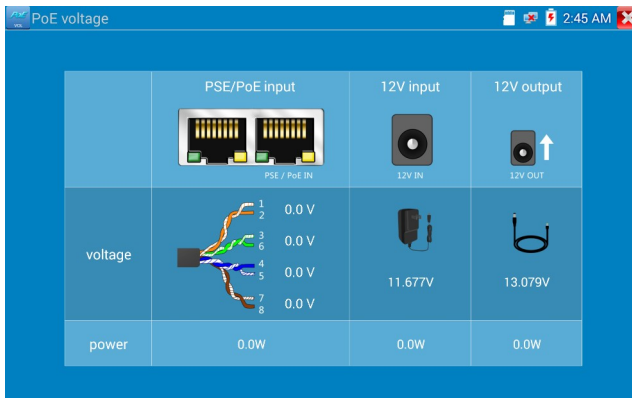 PoE voltage
2:45 AM
PSE/PoE input
12V input
12V output
PSE / PoE IN
12V IN
12V OUT
voltage
1
2
0.0 V
3
6
0.0 V
4
5
0.0 V
7
8
0.0 V
11.677V
13.079V
power
0.0W
0.0W
0.0W